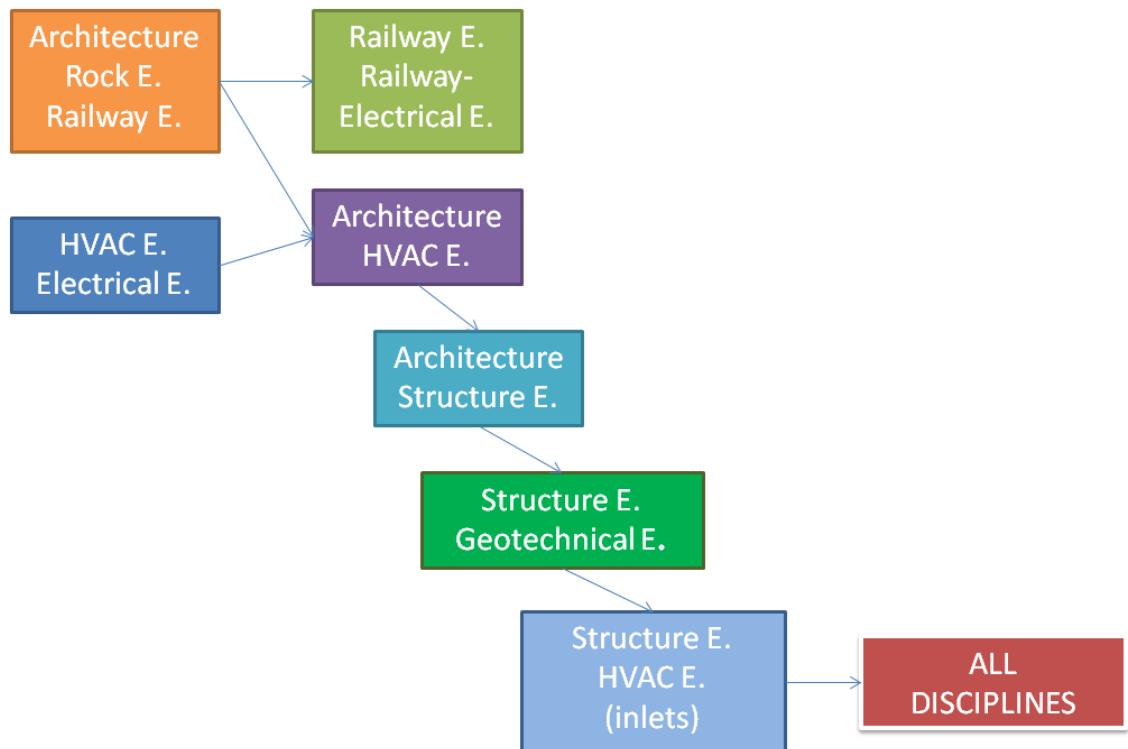 Architecture
Rock E.
Railway E.
Railway E.
Railway-
Electrical E.
HVAC E.
Electrical E.
Architecture
HVAC E.
Architecture
Structure E.
Structure E.
Geotechnical E.
Structure E.
HVAC E.
(inlets)
ALL
DISCIPLINES